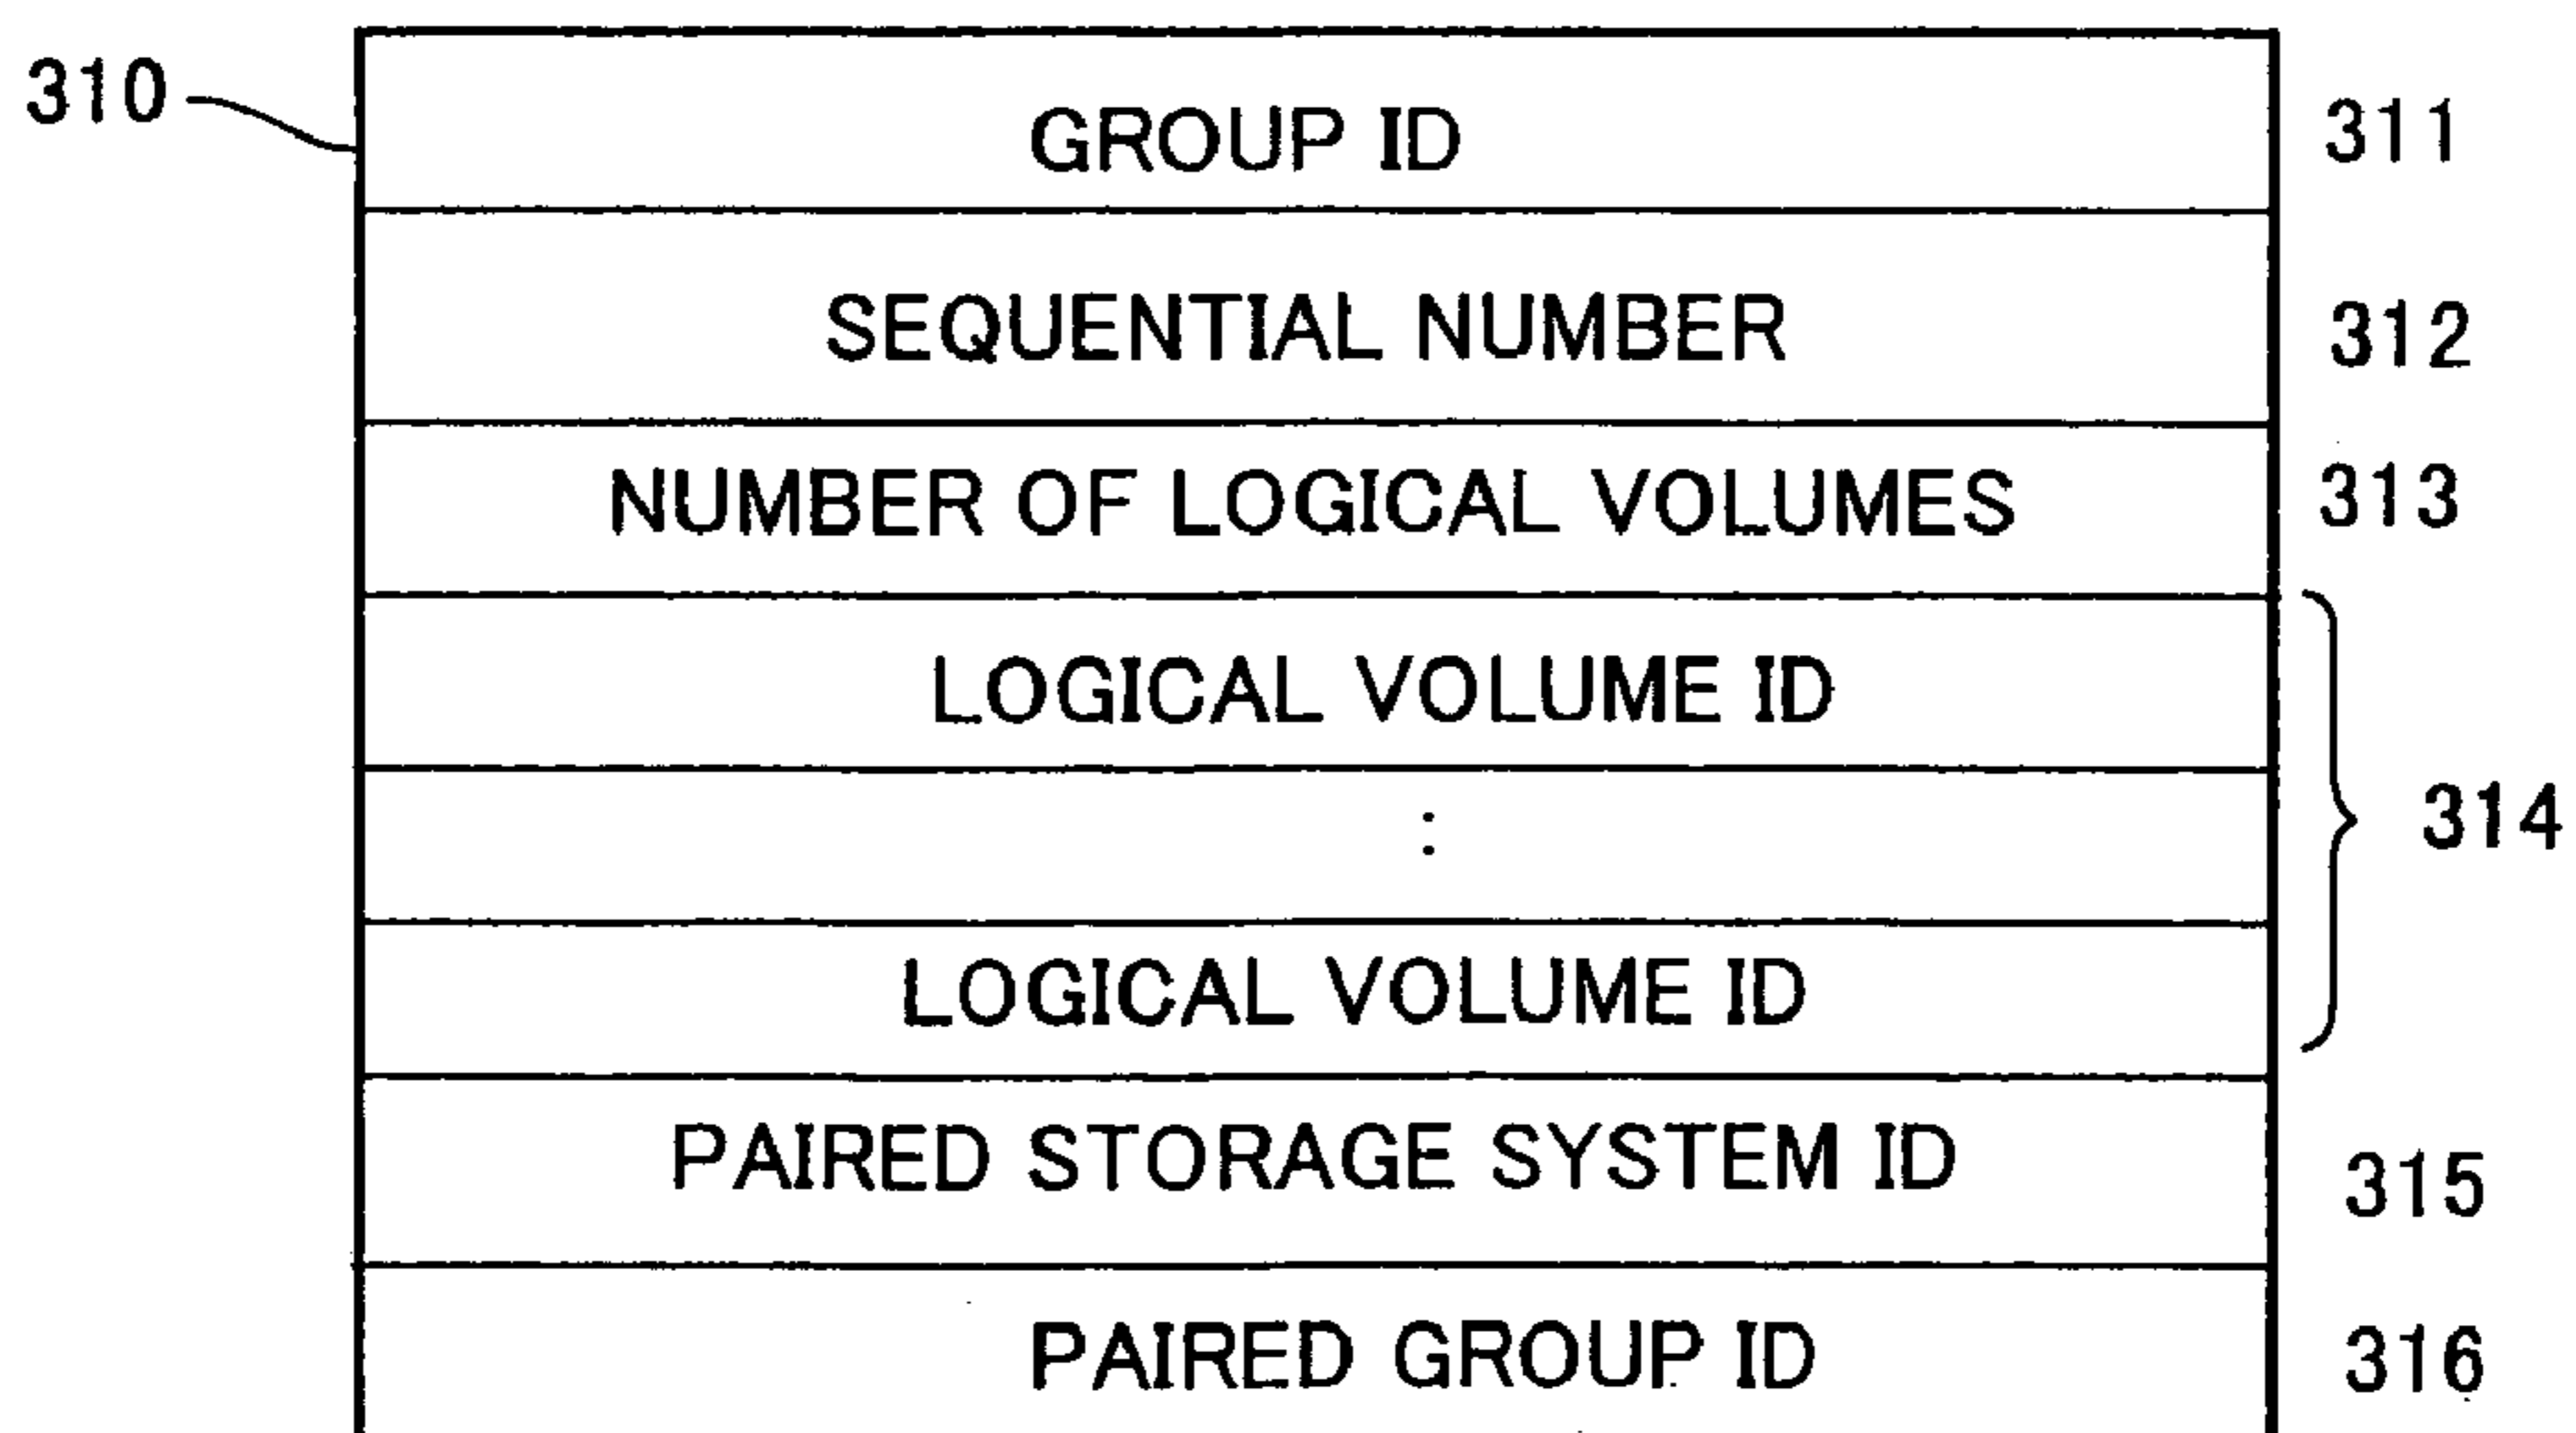 310
GROUP ID 311
SEQUENTIAL NUMBER 312
NUMBER OF LOGICAL VOLUMES 313
LOGICAL VOLUME ID
:
314
LOGICAL VOLUME ID
PAIRED STORAGE SYSTEM ID 315
PAIRED GROUP ID 316